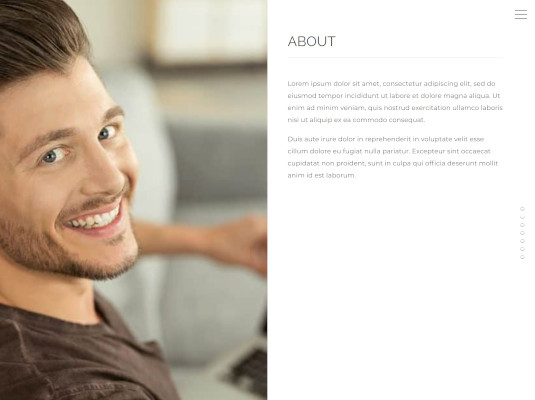 ABOUT
Lorem ipsum dolor sit amet, consectetur adipiscing elit, sed do
eiusmod tempor incididunt ut labore et dolore magna aliqua. Ut
enim ad minim veniam, quis nostrud exercitation ullamco laboris
nisi ut aliquip ex ea commodo consequat.
Duis aute irure dolor in reprehenderit in voluptate velit esse
cillum dolore eu fugiat nulla pariatur. Excepteur sint occaecat
cupidatat non proident, sunt in culpa qui officia deserunt mollit
anim id est laborum.